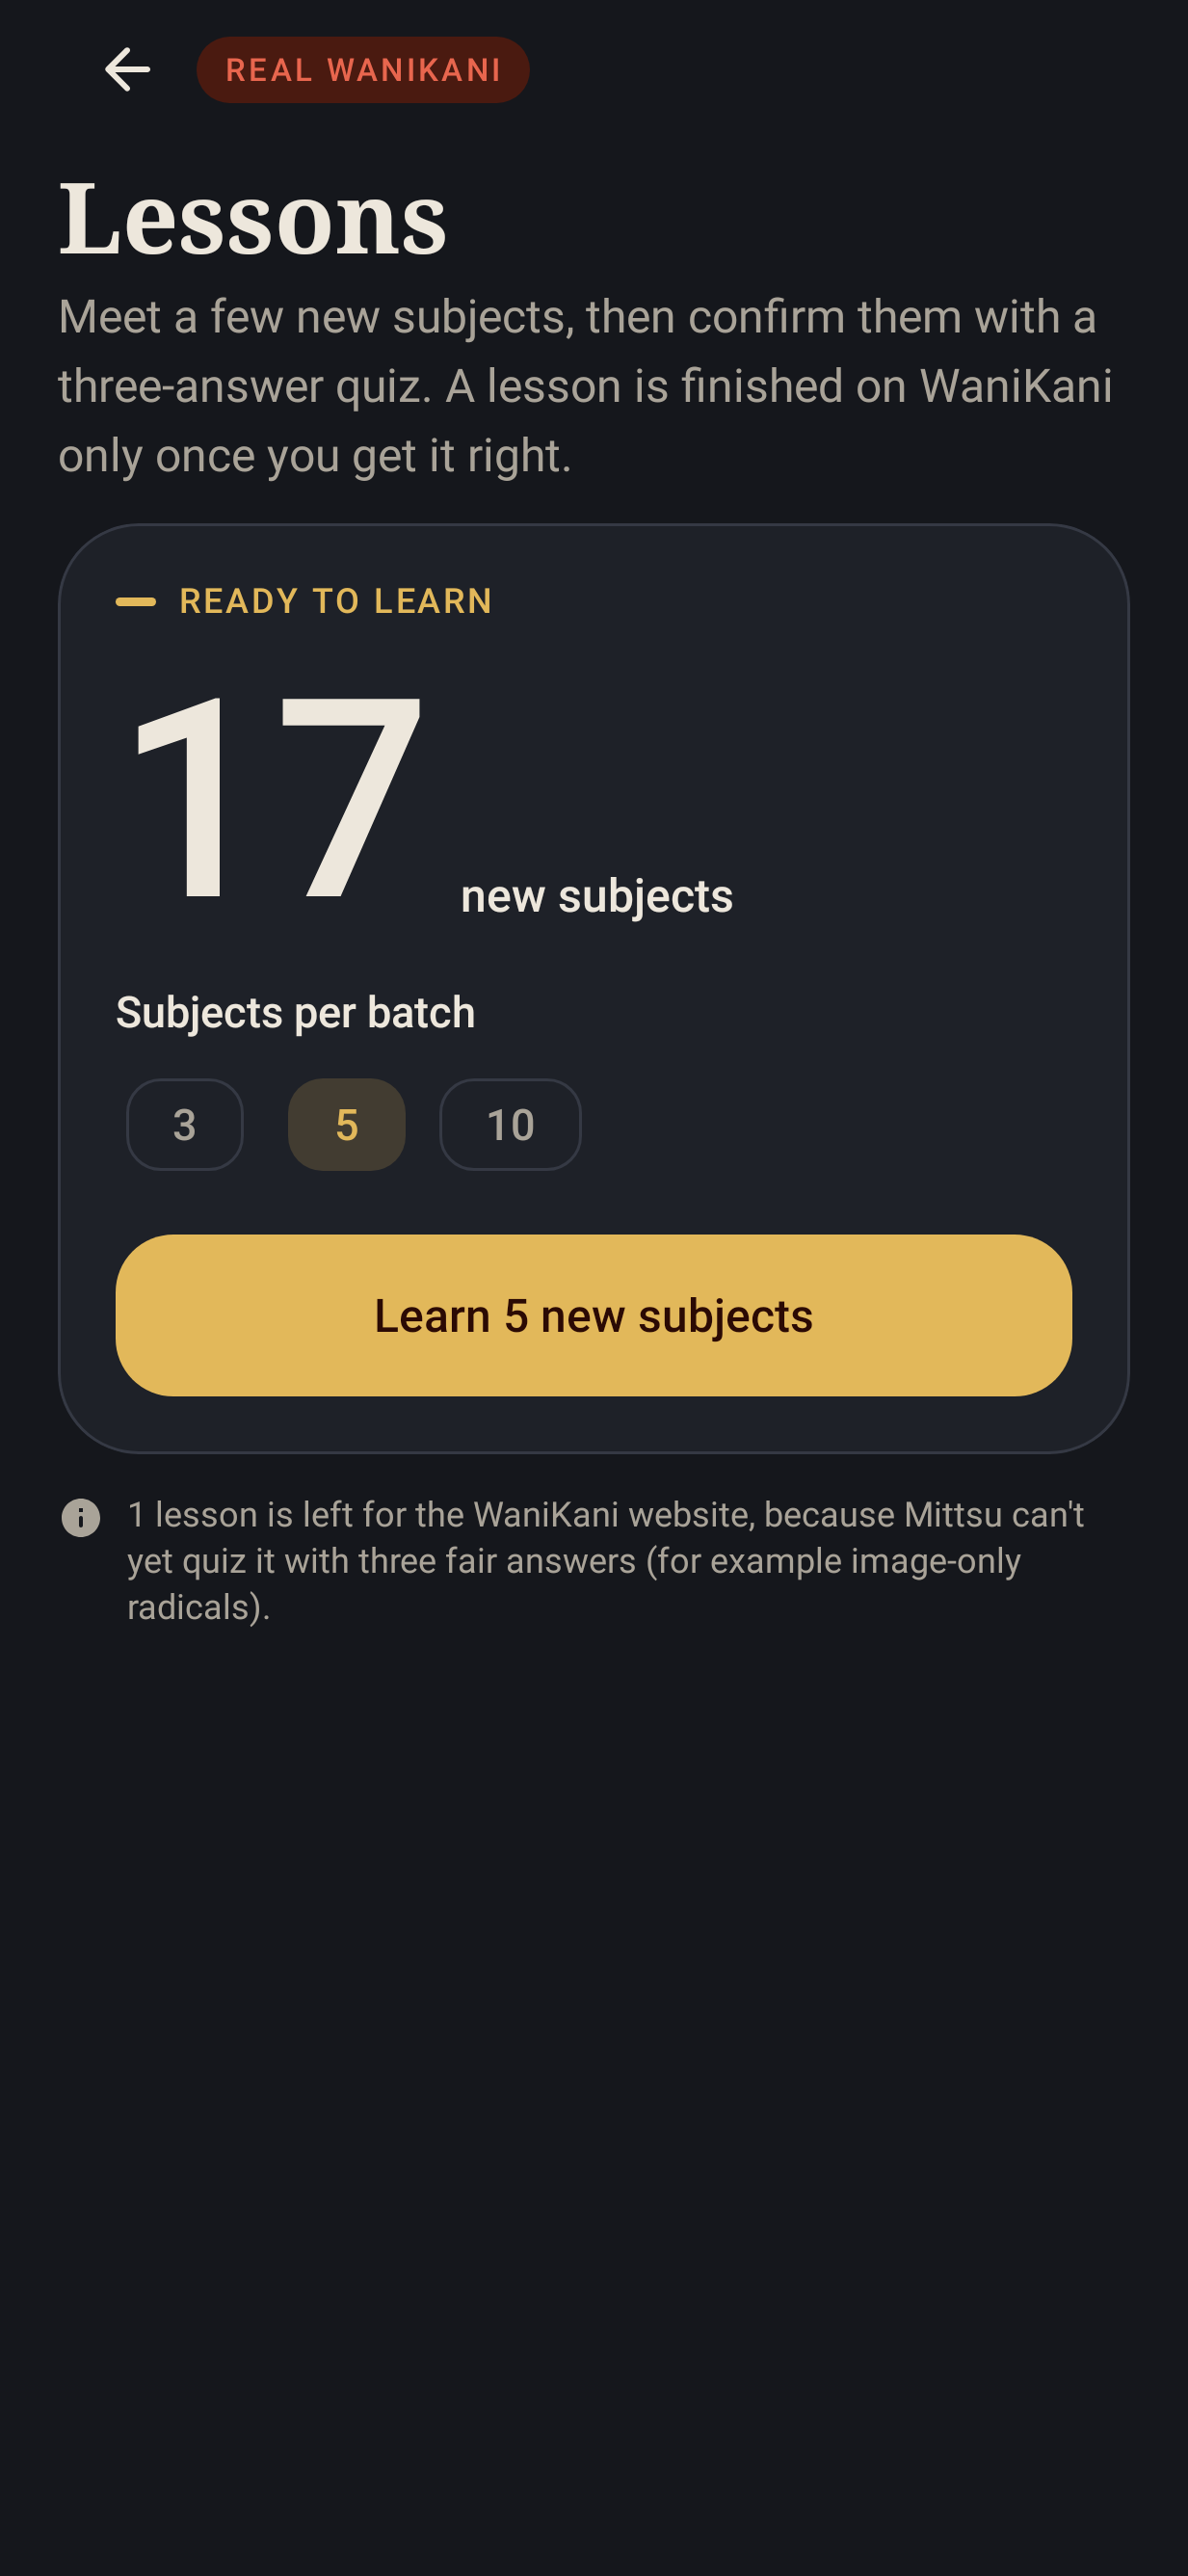 REAL WANIKANI
Lessons
Meet a few new subjects, then confirm them with a
three-answer quiz. A lesson is finished on WaniKani
only once you get it right.
READY TO LEARN
17 new subjects
Subjects per batch
3 5 10
Learn 5 new subjects
1 lesson is left for the WaniKani website, because Mittsu can't
yet quiz it with three fair answers (for example image-only
radicals).